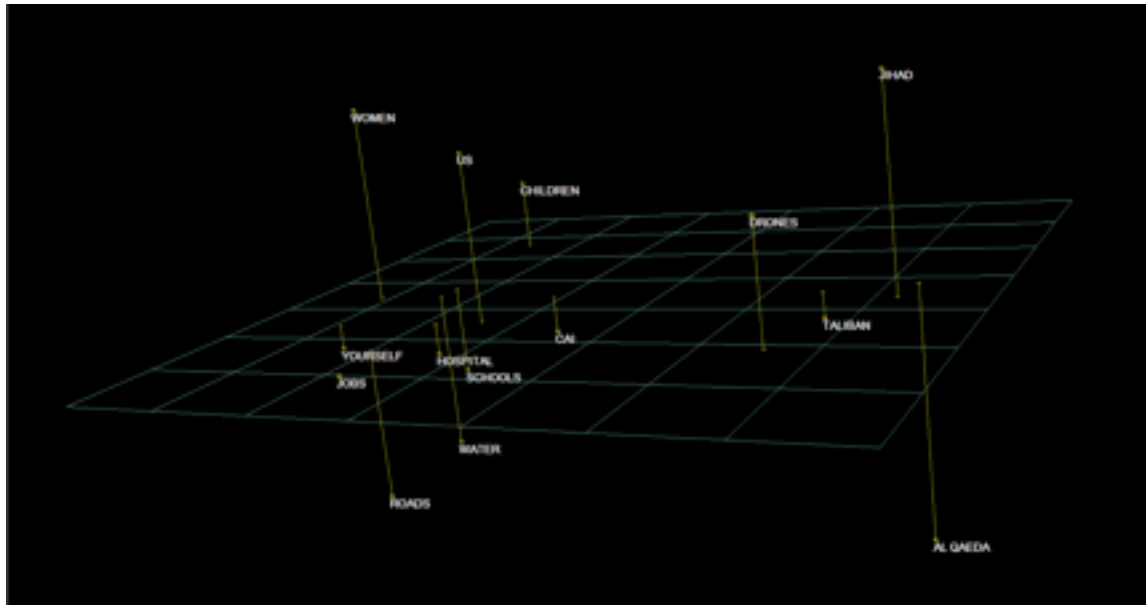 JIHAD
WOMEN
US
CHILDREN
DRONES
TALIBAN
CAI
YOURSELF
HOSPITAL
SCHOOLS
JOBS
WATER
ROADS
AL QAEDA